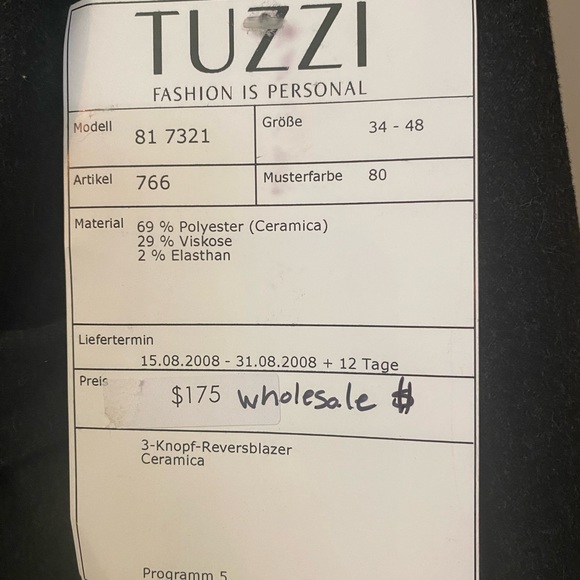 TUZZI
FASHION IS PERSONAL
Modell 81 7321 Größe 34 - 48
Artikel 766 Musterfarbe 80
Material 69 % Polyester (Ceramica)
29 % Viskose
2 % Elasthan
Liefertermin
15.08.2008 - 31.08.2008 + 12 Tage
Preis $175 wholesale $
3-Knopf-Reversblazer
Ceramica
Programm 5